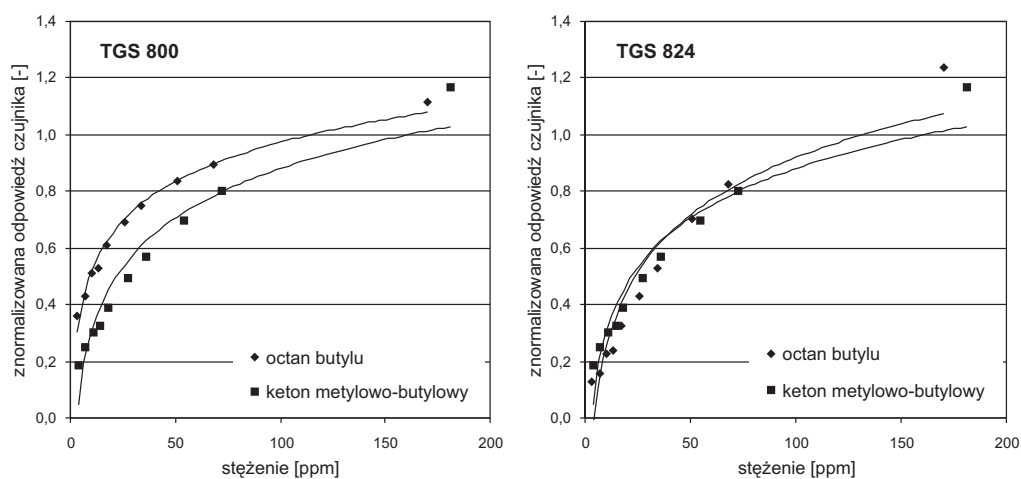 TGS 800
znormalizowana odpowiedź czujnika [-]
1,4
1,2
1,0
0,8
0,6
0,4
0,2
0,0
octan butylu
keton metylowo-butylowy
0 50 100 150 200
stężenie [ppm]
TGS 824
znormalizowana odpowiedź czujnika [-]
1,4
1,2
1,0
0,8
0,6
0,4
0,2
0,0
octan butylu
keton metylowo-butylowy
0 50 100 150 200
stężenie [ppm]